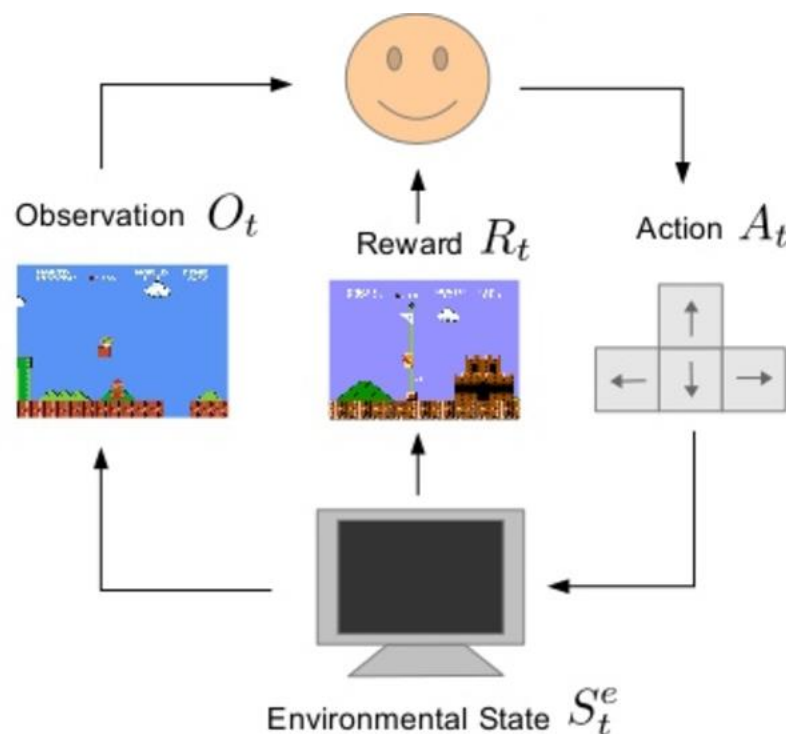 Observation O_t
Reward R_t
Action A_t
Environmental State S_t^e